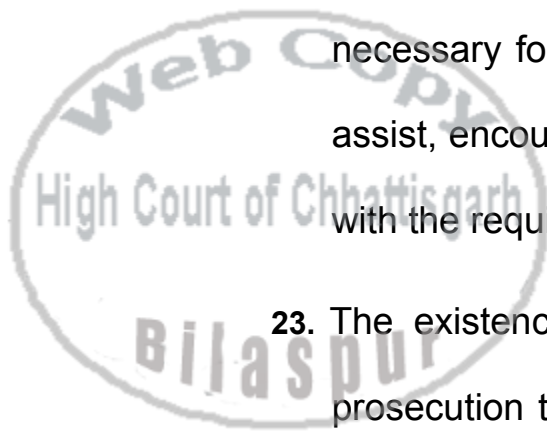 Web Copy
High Court of Chhattisgarh
Bilaspur
necessary fo
assist, encou
with the requ
23. The existenc
prosecution t